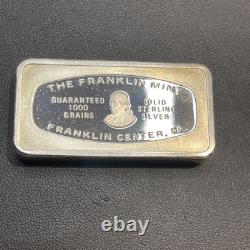 THE FRANKLIN MINT
GUARANTEED
1000
GRAINS
SOLID
STERLING
SILVER
FRANKLIN CENTER, PA.